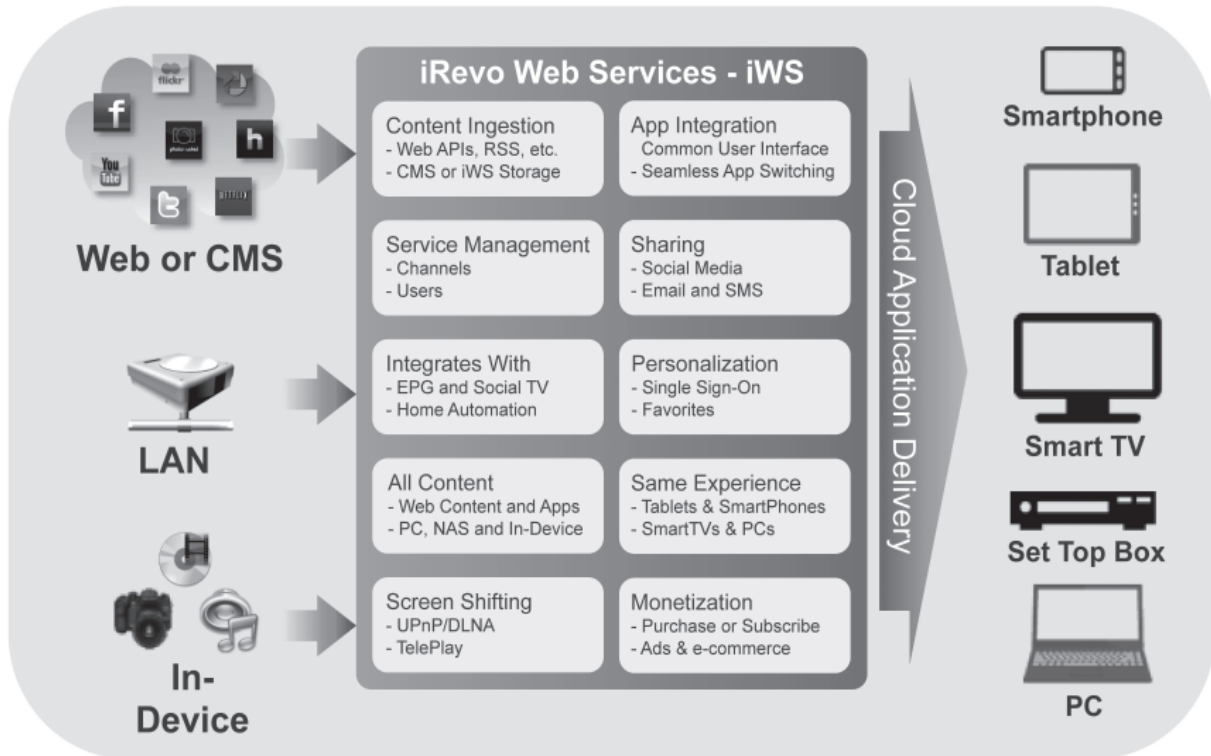 flickr
f
photo bucket
h
You
Tube
t
Web or CMS
LAN
In-
Device
iRevo Web Services - iWS
Content Ingestion
- Web APIs, RSS, etc.
- CMS or iWS Storage
App Integration
Common User Interface
- Seamless App Switching
Service Management
- Channels
- Users
Sharing
- Social Media
- Email and SMS
Integrates With
- EPG and Social TV
- Home Automation
Personalization
- Single Sign-On
- Favorites
All Content
- Web Content and Apps
- PC, NAS and In-Device
Same Experience
- Tablets & SmartPhones
- SmartTVs & PCs
Screen Shifting
- UPnP/DLNA
- TelePlay
Monetization
- Purchase or Subscribe
- Ads & e-commerce
Cloud Application Delivery
Smartphone
Tablet
Smart TV
Set Top Box
PC